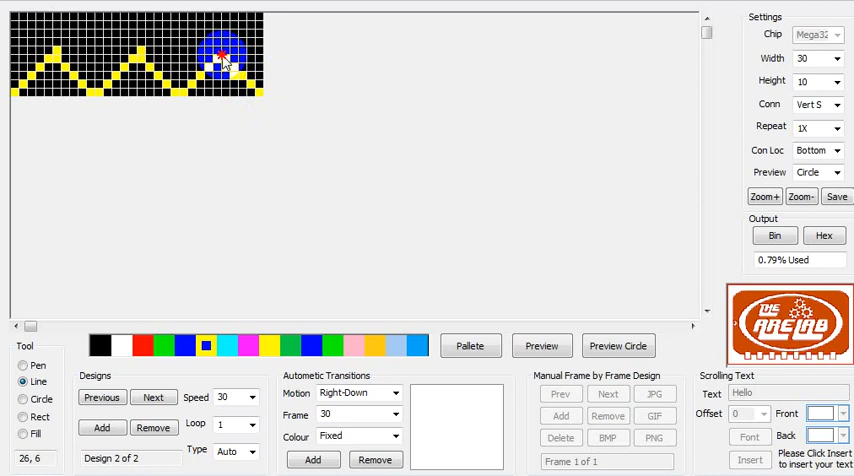 Settings
Chip Mega32
Width 30
Height 10
Conn Vert S
Repeat 1X
Con Loc Bottom
Preview Circle
Zoom+ Zoom- Save
Output
Bin Hex
0.79% Used
THE
ARE LAB
Pallete Preview Preview Circle
Tool
Pen
Line
Circle
Rect
Fill
26, 6
Designs
Previous Next Speed 30
Add Remove Loop 1
Design 2 of 2 Type Auto
Autometic Transitions
Motion Right-Down
Frame 30
Colour Fixed
Add Remove
Manual Frame by Frame Design
Prev Next JPG
Add Remove GIF
Delete BMP PNG
Frame 1 of 1
Scrolling Text
Text Hello
Offset 0 Front
Font Back
Insert Please Click Insert
to insert your text